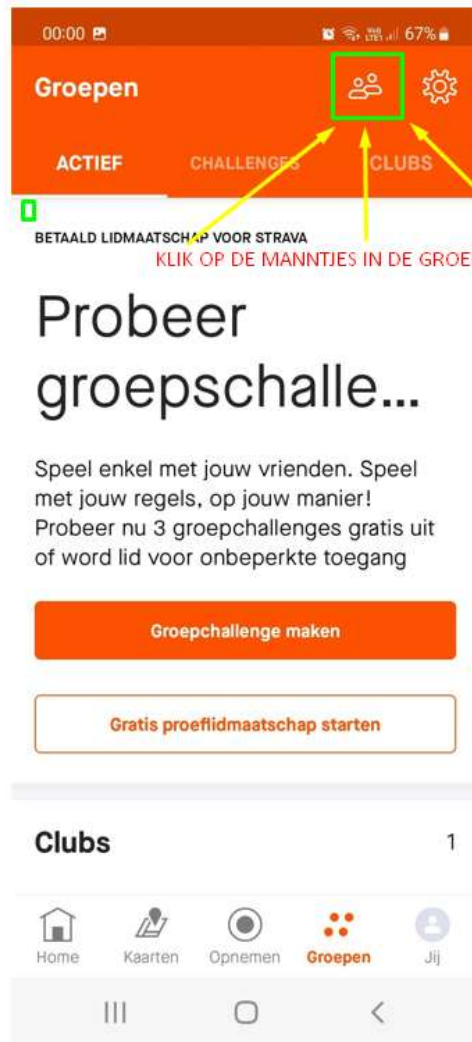 00:00 67%
Groepen
ACTIEF CHALLENGES CLUBS
BETAALD LIDMAATSCHAP VOOR STRAVA
KLIK OP DE MANNTJES IN DE GROE
Probeer
groepschalle...
Speel enkel met jouw vrienden. Speel
met jouw regels, op jouw manier!
Probeer nu 3 groepchallenges gratis uit
of word lid voor onbeperkte toegang
Groepchallenge maken
Gratis proeflidmaatschap starten
Clubs 1
Home Kaarten Opnemen Groepen Jij